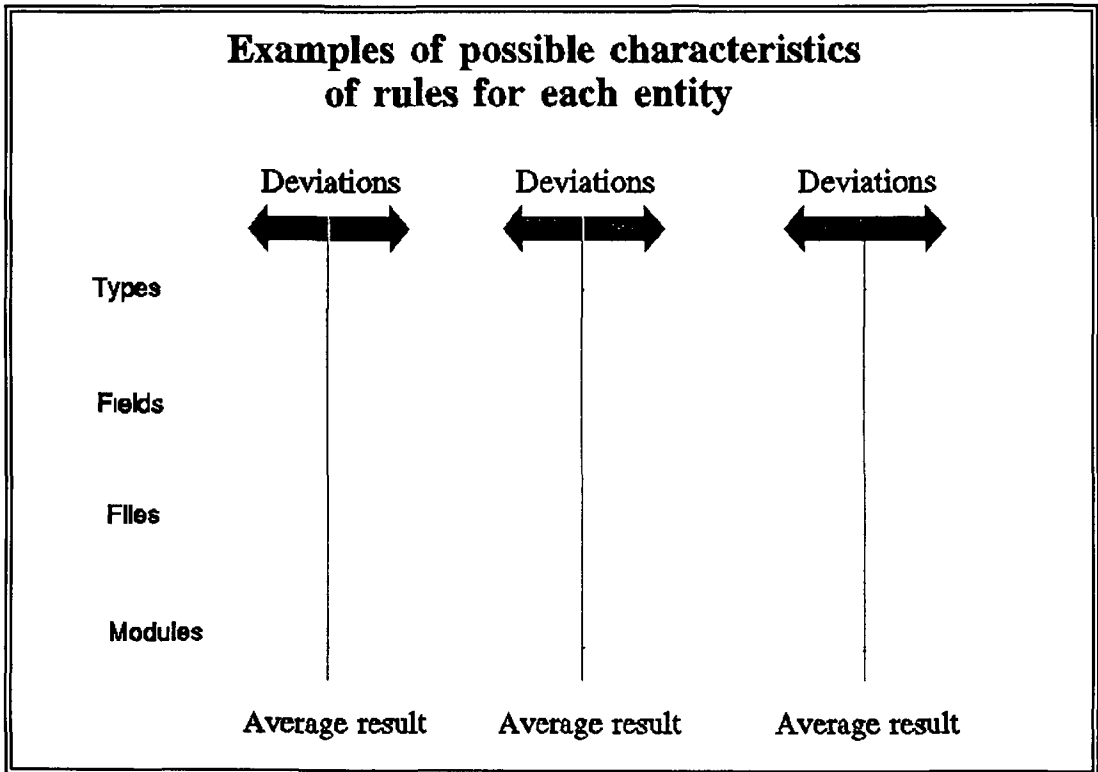 Examples of possible characteristics
of rules for each entity
Deviations Deviations Deviations
Types
Fields
Files
Modules
Average result Average result Average result